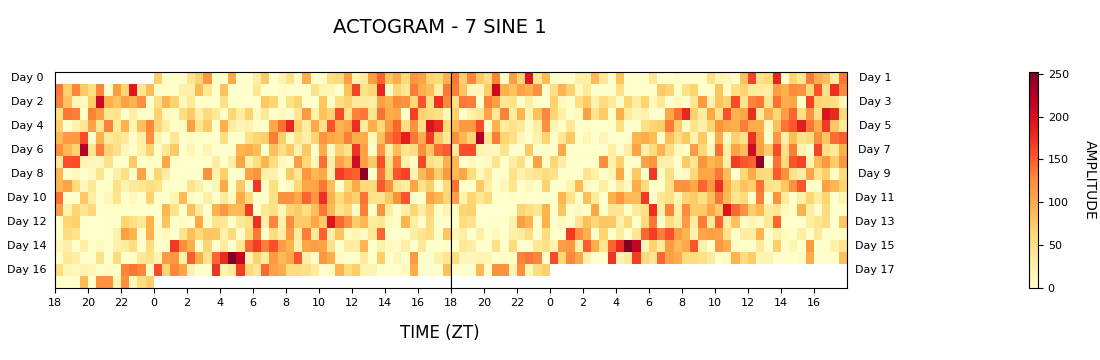 ACTOGRAM - 7 SINE 1
Day 0
Day 2
Day 4
Day 6
Day 8
Day 10
Day 12
Day 14
Day 16
Day 1
Day 3
Day 5
Day 7
Day 9
Day 11
Day 13
Day 15
Day 17
18 20 22 0 2 4 6 8 10 12 14 16 18 20 22 0 2 4 6 8 10 12 14 16
TIME (ZT)
250
200
150
100
50
0
AMPLITUDE